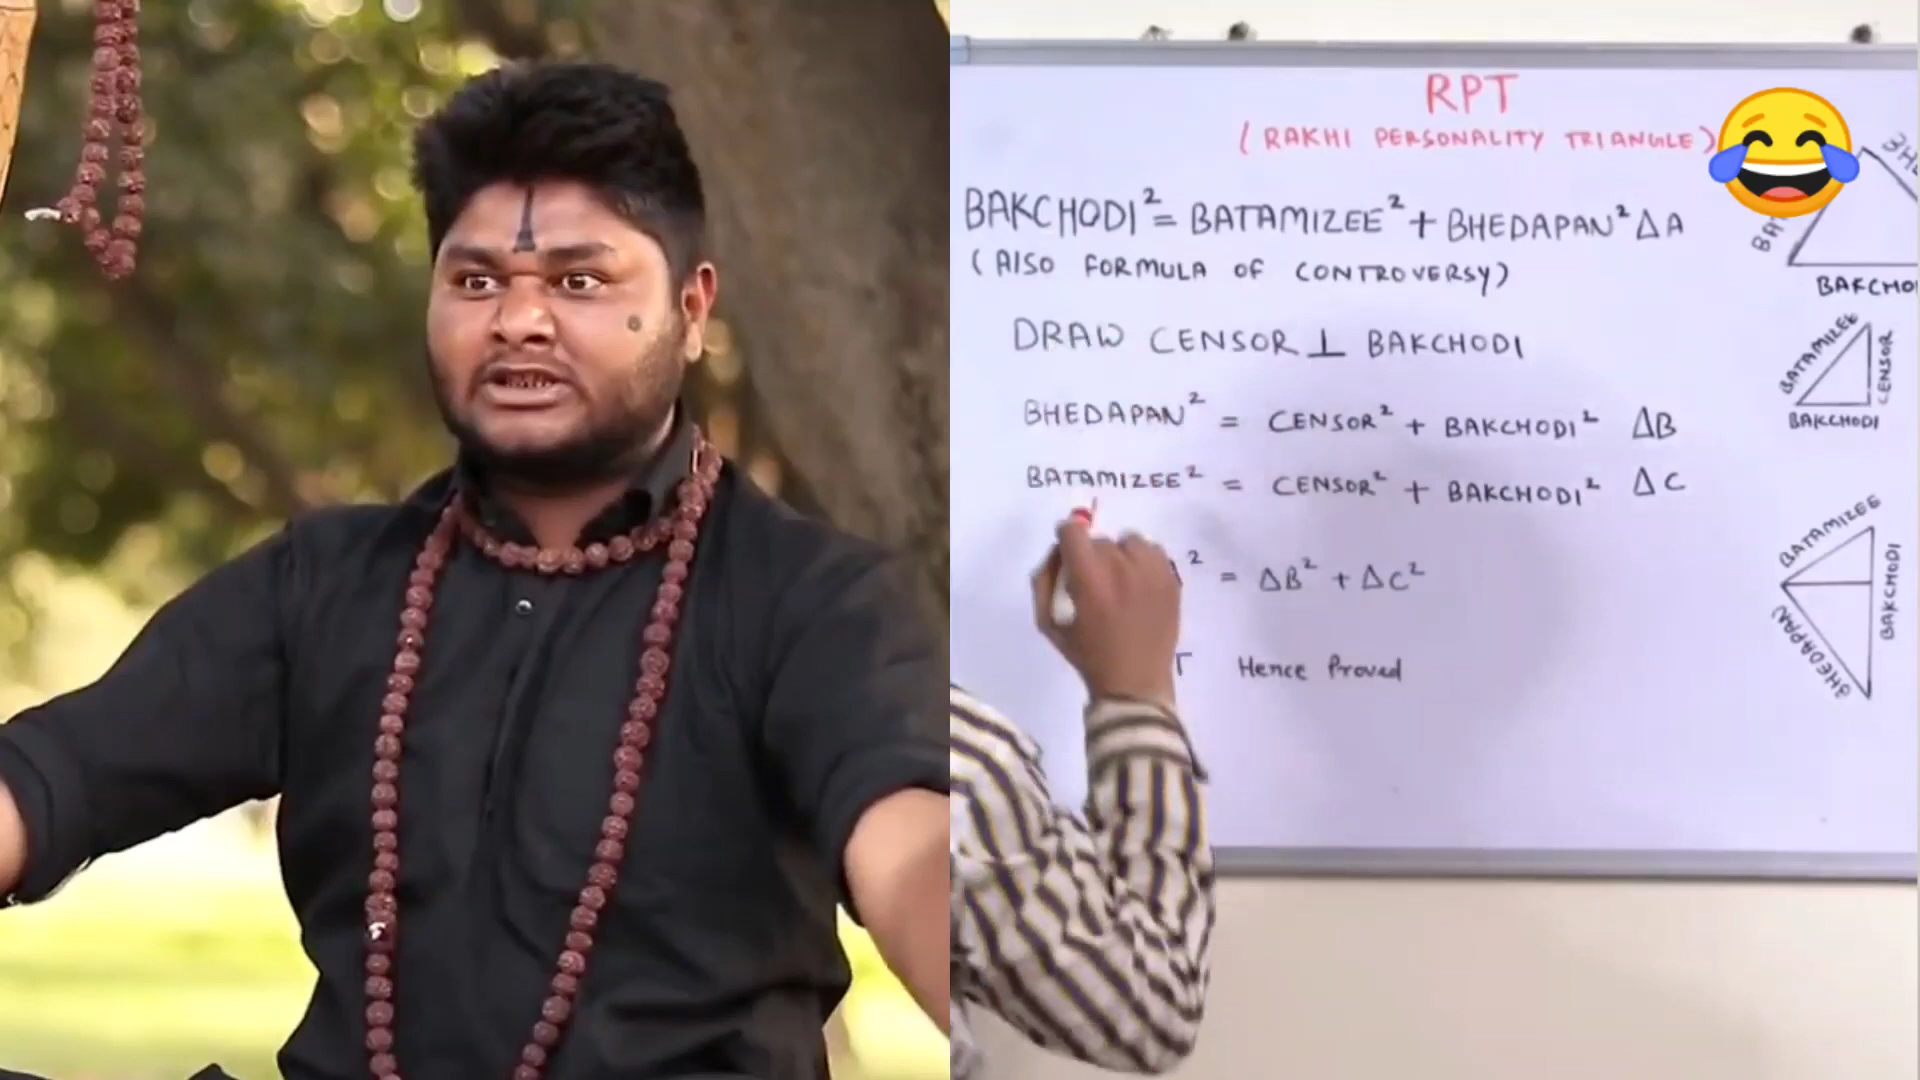 RPT
(RAKHI PERSONALITY TRIANGLE)
BAKCHODI² = BATAMIZEE² + BHEDAPAN² ΔA
(AlSO FORMULA OF CONTROVERSY)
DRAW CENSOR ⊥ BAKCHODI
BHEDAPAN² = CENSOR² + BAKCHODI² ΔB
BATAMIZEE² = CENSOR² + BAKCHODI² ΔC
² = ΔB² + ΔC²
Hence Proved
BAKCHO
BATAMIZEE
CENSOR
BAKCHODI
BATAMIZEE
BAKCHODI
BHEDAPAN